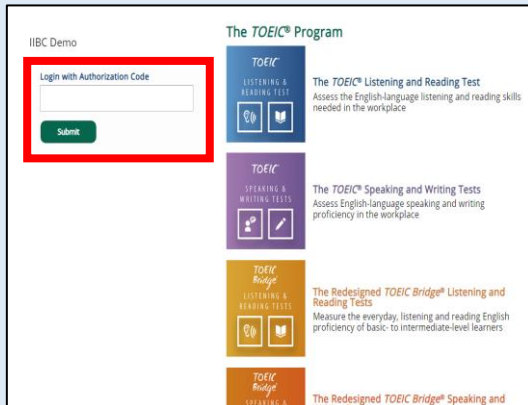 IIBC Demo
Login with Authorization Code
Submit
The TOEIC® Program
TOEIC
LISTENING &
READING TEST
The TOEIC® Listening and Reading Test
Assess the English-language listening and reading skills
needed in the workplace
TOEIC
SPEAKING &
WRITING TESTS
The TOEIC® Speaking and Writing Tests
Assess English-language speaking and writing
proficiency in the workplace
TOEIC
Bridge
LISTENING &
READING TESTS
The Redesigned TOEIC Bridge® Listening and
Reading Tests
Measure the everyday, listening and reading English
proficiency of basic- to intermediate-level learners
TOEIC
Bridge
SPEAKING &
The Redesigned TOEIC Bridge® Speaking and